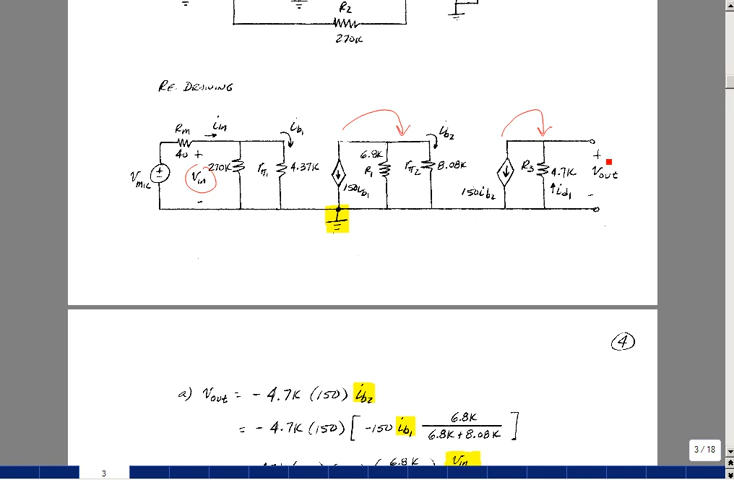 R2
270K
RE-DRAWING
Rm
iin
ib1
ib2
40
+
270K
rπ1
4.37K
6.8K
R1
rπ2
8.08K
R3
4.7K
+
Vmic
Vin
150ib1
150ib2
id1
Vout
-
-
4
a) Vout = - 4.7K (150) ib2
= - 4.7K (150) [ -150 ib1 6.8K / 6.8K + 8.08K ]
6.8K
Vin
3 / 18
3